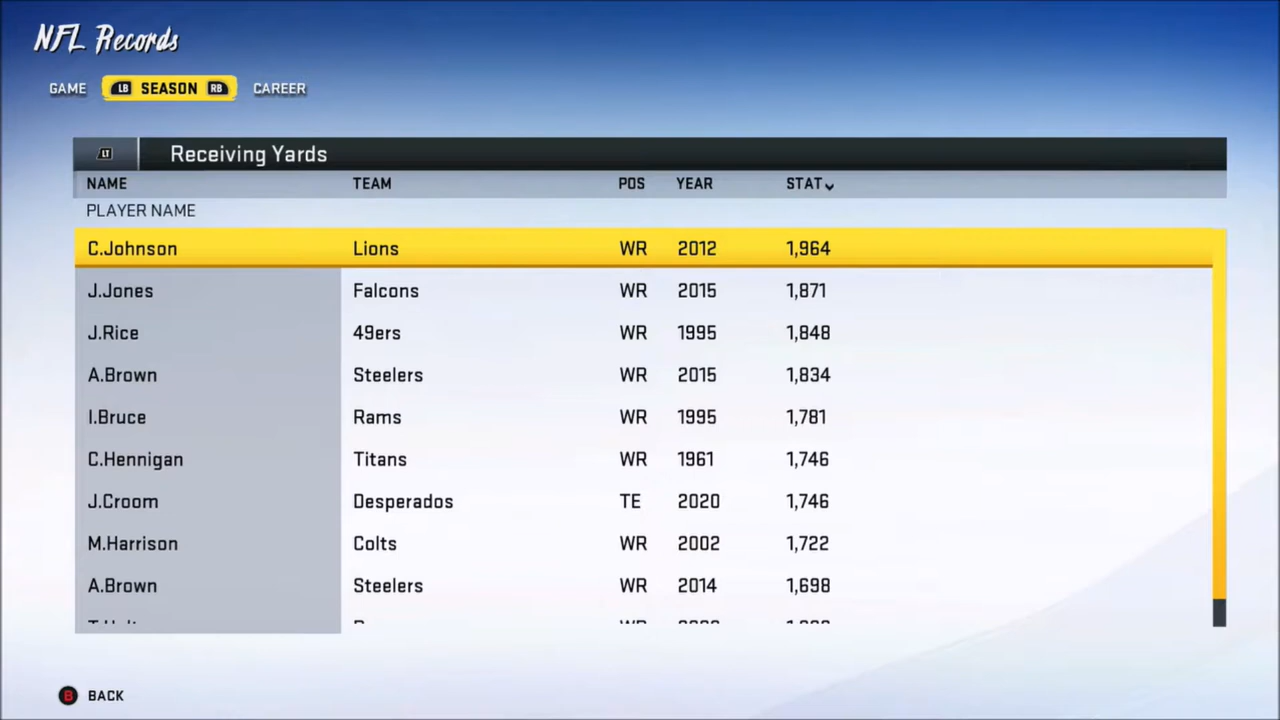 NFL Records
GAME LB SEASON RB CAREER
LT Receiving Yards
NAME TEAM POS YEAR STAT
PLAYER NAME
C.Johnson Lions WR 2012 1,964
J.Jones Falcons WR 2015 1,871
J.Rice 49ers WR 1995 1,848
A.Brown Steelers WR 2015 1,834
I.Bruce Rams WR 1995 1,781
C.Hennigan Titans WR 1961 1,746
J.Croom Desperados TE 2020 1,746
M.Harrison Colts WR 2002 1,722
A.Brown Steelers WR 2014 1,698
B BACK